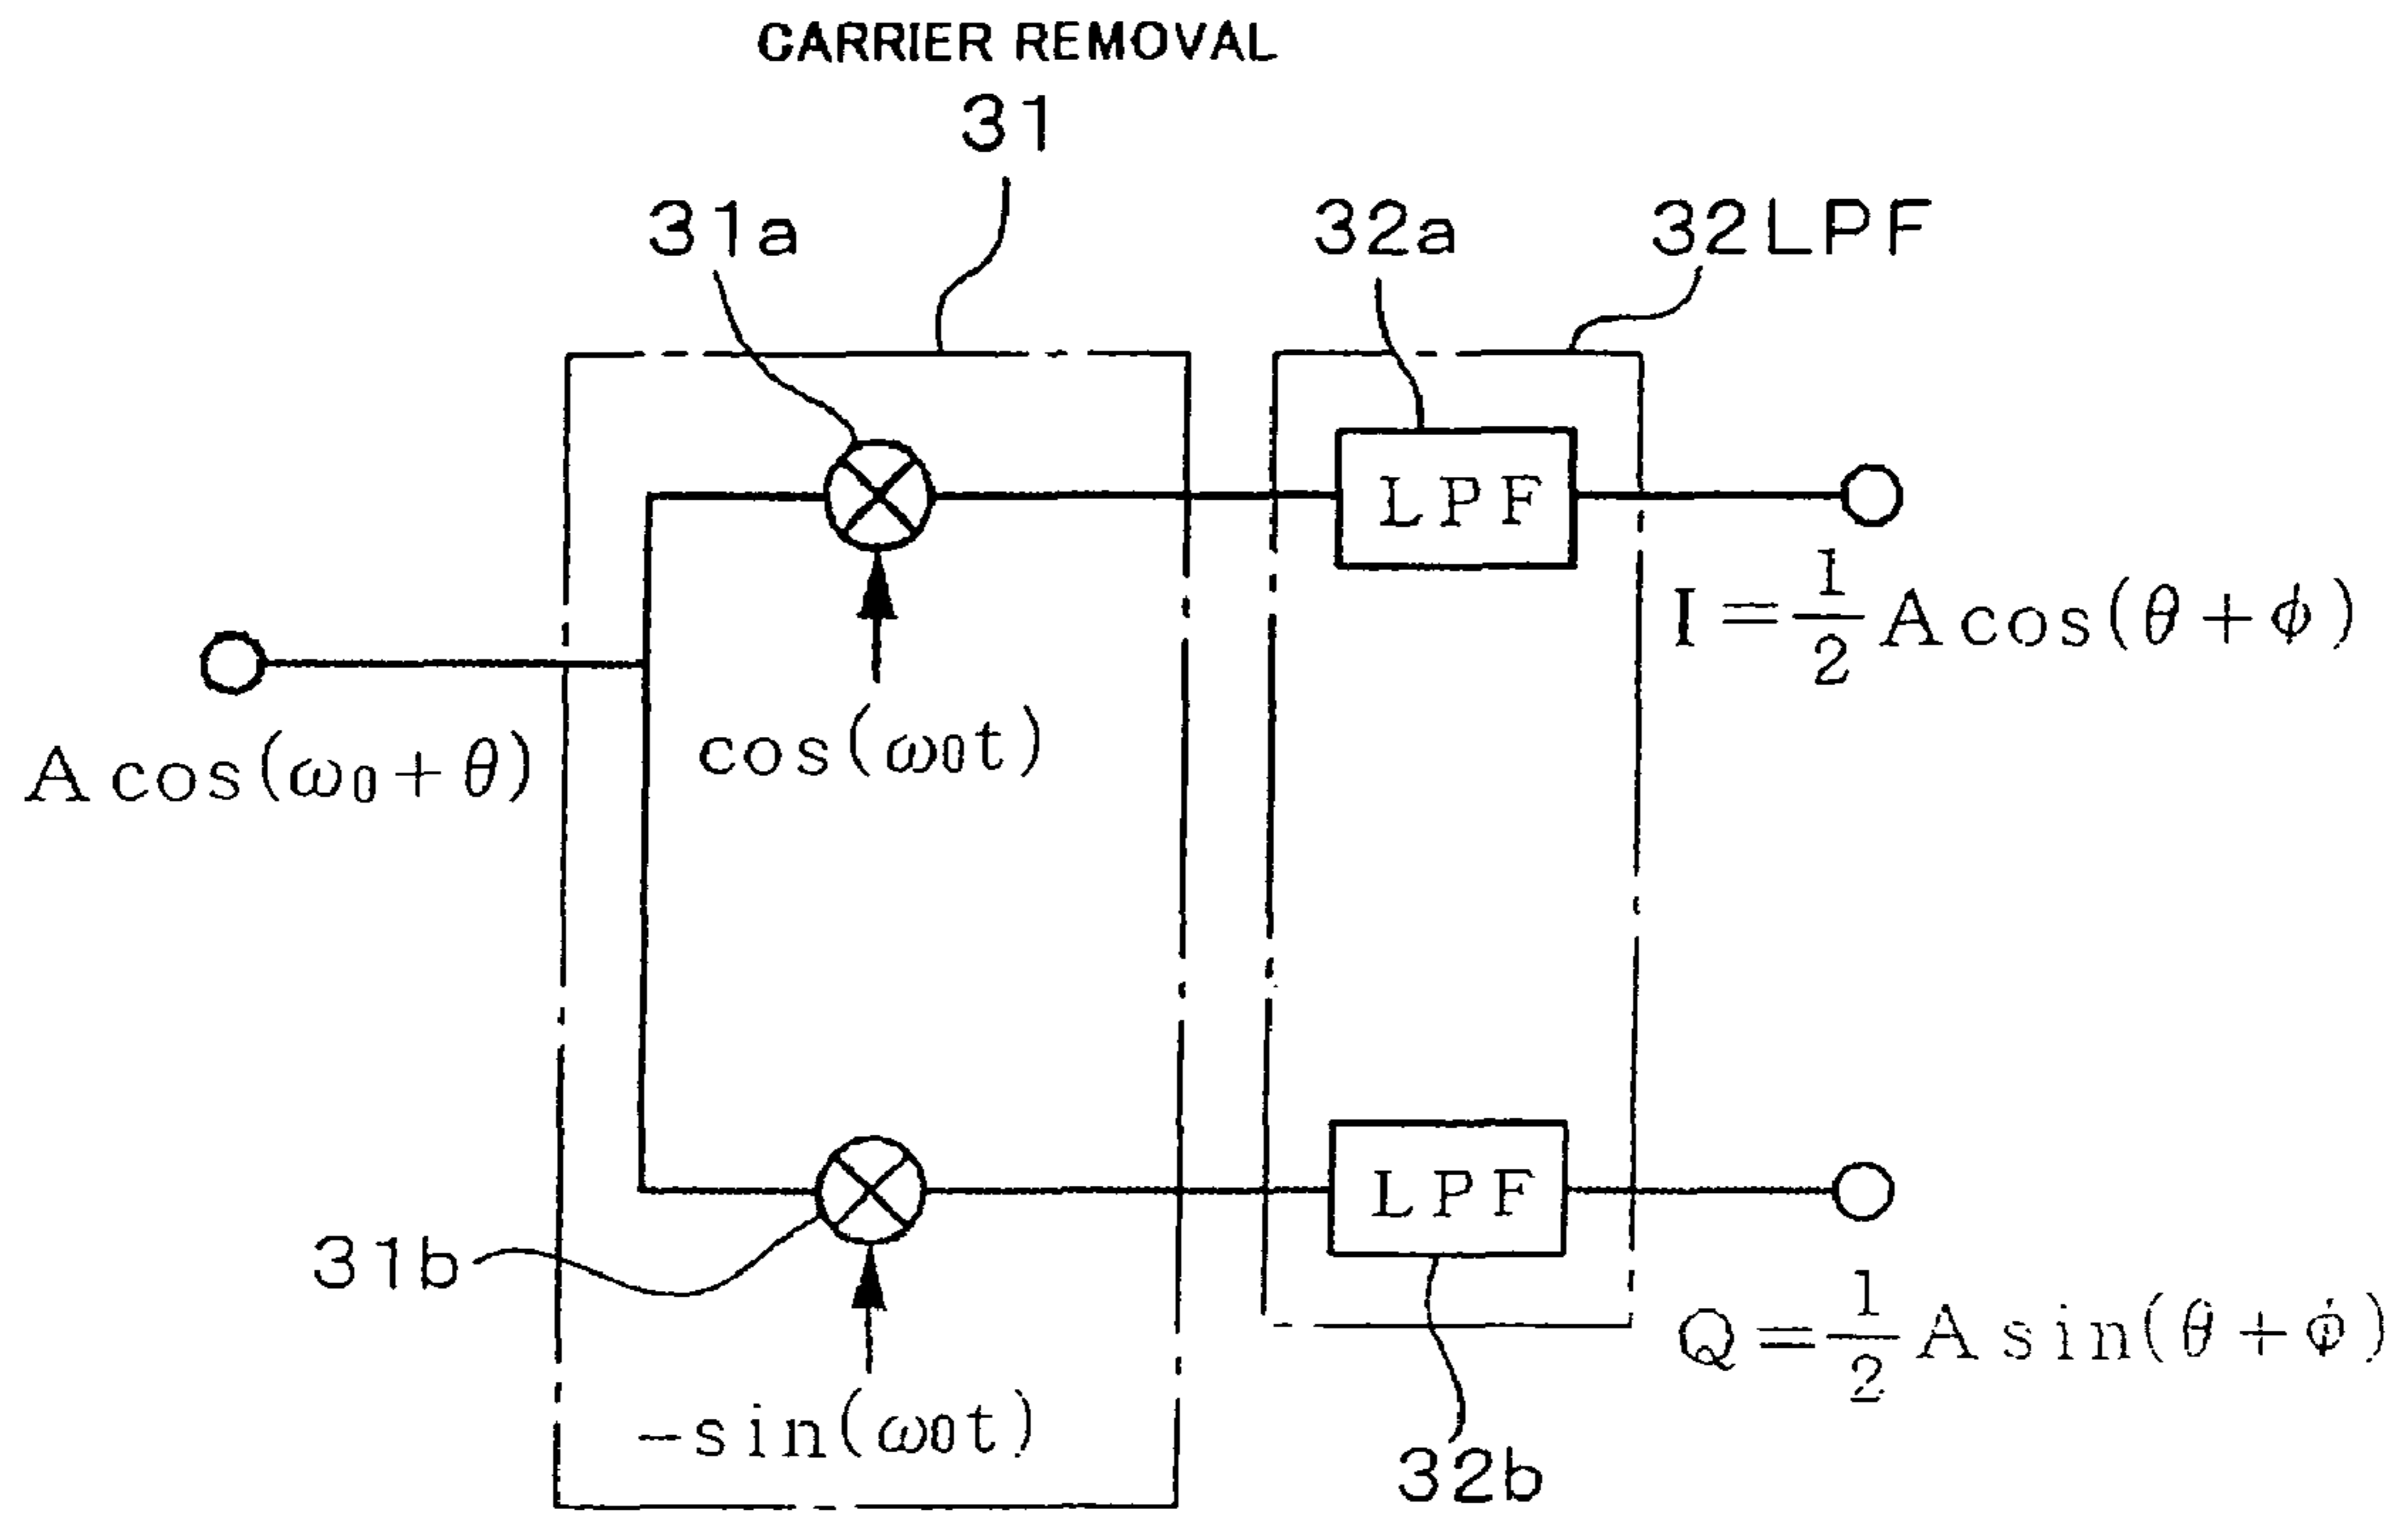 CARRIER REMOVAL
31
31a
32a
32LPF
LPF
I=1/2 A cos(θ+φ)
A cos(ω0+θ)
cos(ω0t)
LPF
31b
Q=1/2 A sin(θ+φ)
-sin(ω0t)
32b